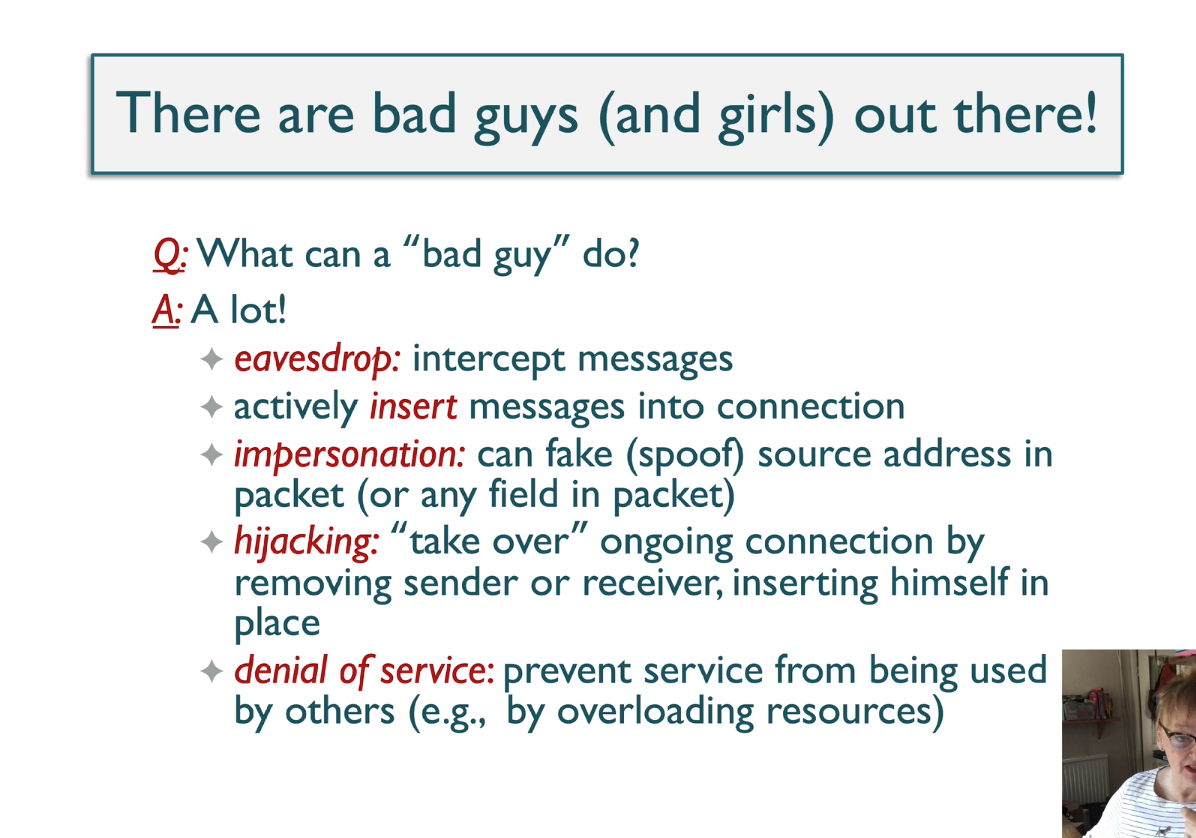 There are bad guys (and girls) out there!
Q: What can a “bad guy” do?
A: A lot!
eavesdrop: intercept messages
actively insert messages into connection
impersonation: can fake (spoof) source address in
packet (or any field in packet)
hijacking: “take over” ongoing connection by
removing sender or receiver, inserting himself in
place
denial of service: prevent service from being used
by others (e.g., by overloading resources)